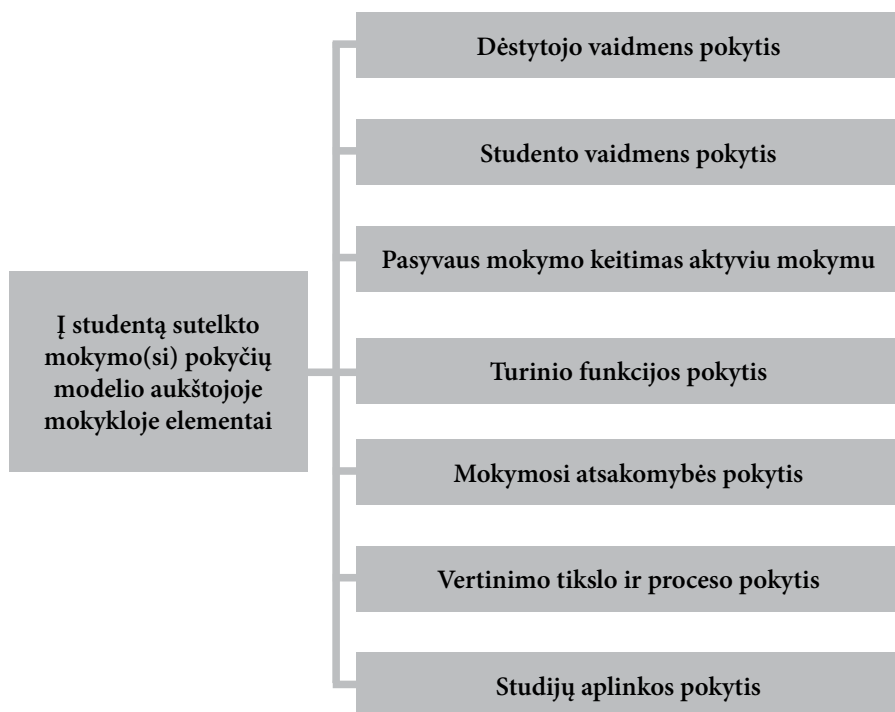 Į studentą sutelkto
mokymo(si) pokyčių
modelio aukštojoje
mokykloje elementai
Dėstytojo vaidmens pokytis
Studento vaidmens pokytis
Pasyvaus mokymo keitimas aktyviu mokymu
Turinio funkcijos pokytis
Mokymosi atsakomybės pokytis
Vertinimo tikslo ir proceso pokytis
Studijų aplinkos pokytis